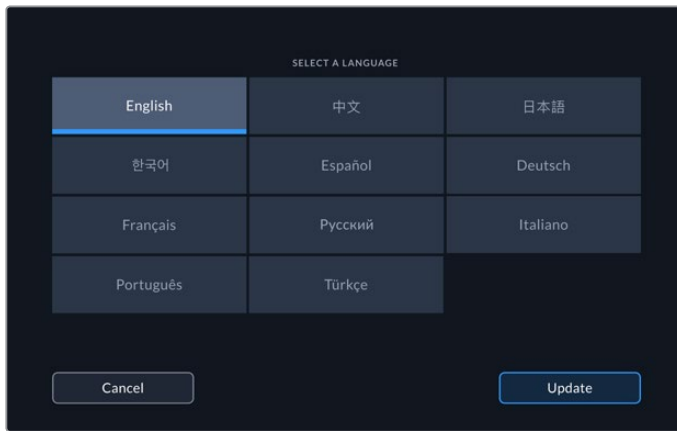 SELECT A LANGUAGE
English
中文
日本語
한국어
Español
Deutsch
Français
Русский
Italiano
Português
Türkçe
Cancel
Update